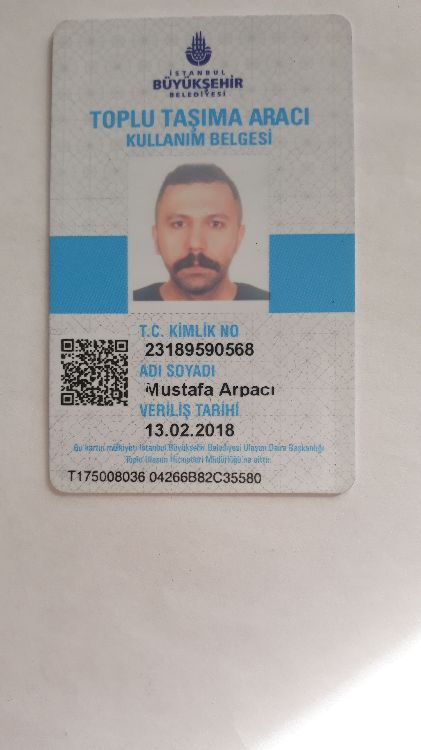 İSTANBUL
BÜYÜKŞEHİR
BELEDİYESİ
TOPLU TAŞIMA ARACI
KULLANIM BELGESİ
T.C. KİMLİK NO
23189590568
ADI SOYADI
Mustafa Arpacı
VERİLİŞ TARİHİ
13.02.2018
Bu kartın mülkiyeti İstanbul Büyükşehir Belediyesi Ulaşım Daire Başkanlığı
Toplu Ulaşım Hizmetleri Müdürlüğü'ne aittir.
T175008036 04266B82C35580